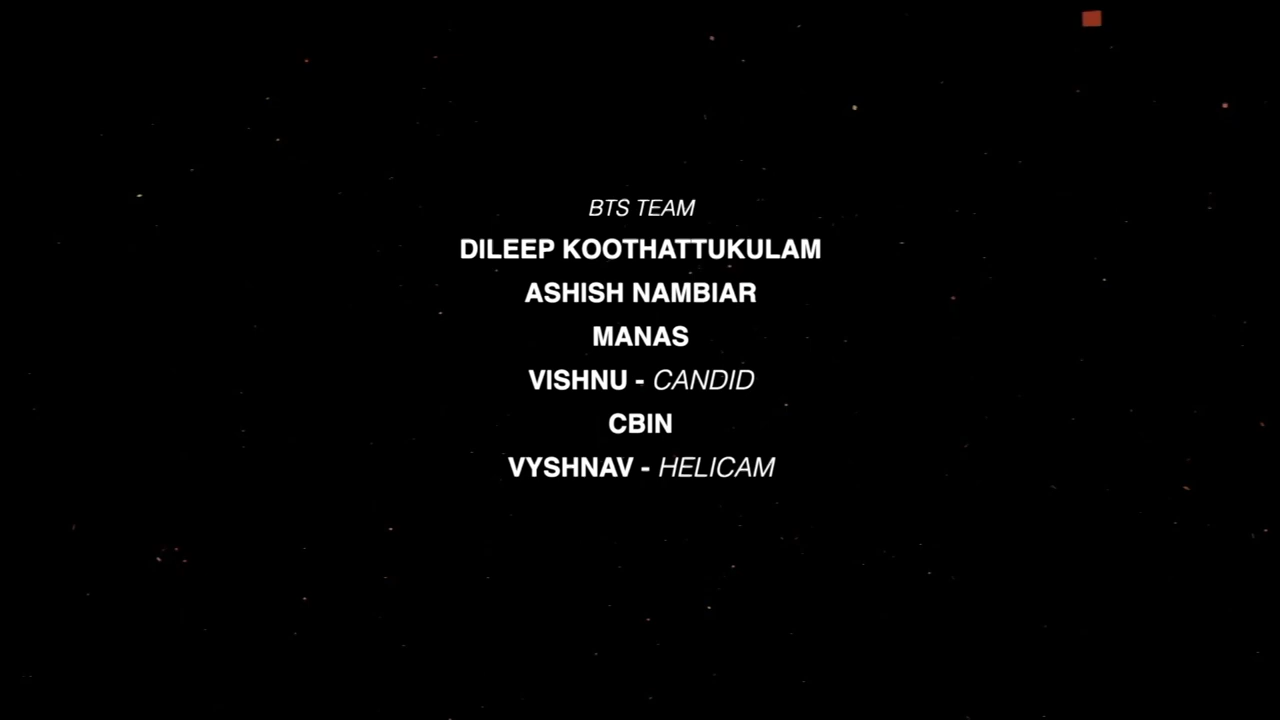 BTS TEAM
DILEEP KOOTHATTUKULAM
ASHISH NAMBIAR
MANAS
VISHNU - CANDID
CBIN
VYSHNAV - HELICAM